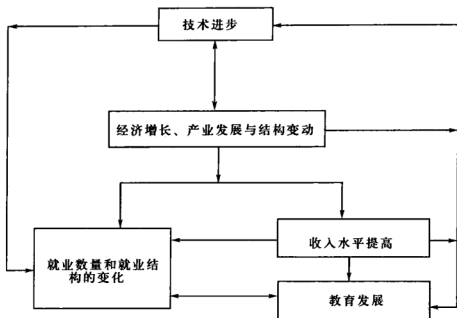 技术进步
经济增长、产业发展与结构变动
就业数量和就业结
构的变化
收入水平提高
教育发展